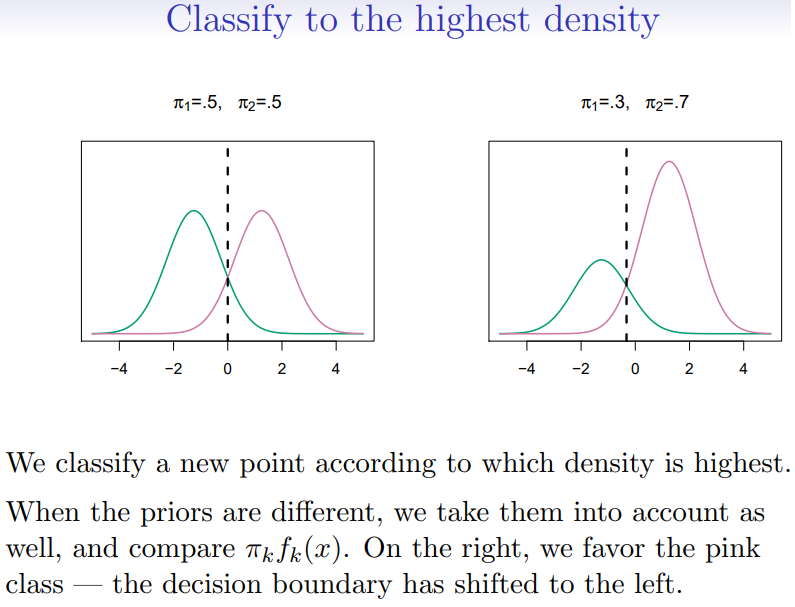 Classify to the highest density
π₁=.5, π₂=.5
π₁=.3, π₂=.7
−4 −2 0 2 4
−4 −2 0 2 4
We classify a new point according to which density is highest.
When the priors are different, we take them into account as
well, and compare πₖfₖ(x). On the right, we favor the pink
class — the decision boundary has shifted to the left.